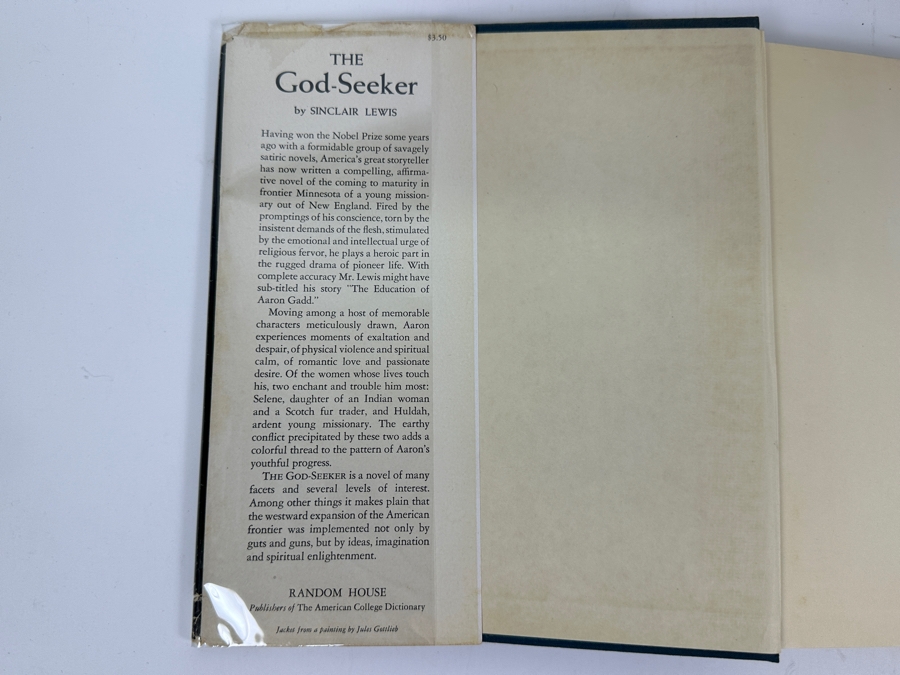 $3.50
THE
God-Seeker
by SINCLAIR LEWIS
Having won the Nobel Prize some years
ago with a formidable group of savagely
satiric novels, America's great storyteller
has now written a compelling, affirma-
tive novel of the coming to maturity in
frontier Minnesota of a young mission-
ary out of New England. Fired by the
promptings of his conscience, torn by the
insistent demands of the flesh, stimulated
by the emotional and intellectual urge of
religious fervor, he plays a heroic part in
the rugged drama of pioneer life. With
complete accuracy Mr. Lewis might have
sub-titled his story "The Education of
Aaron Gadd."
Moving among a host of memorable
characters meticulously drawn, Aaron
experiences moments of exaltation and
despair, of physical violence and spiritual
calm, of romantic love and passionate
desire. Of the women whose lives touch
his, two enchant and trouble him most:
Selene, daughter of an Indian woman
and a Scotch fur trader, and Huldah,
ardent young missionary. The earthy
conflict precipitated by these two adds a
colorful thread to the pattern of Aaron's
youthful progress.
THE GOD-SEEKER is a novel of many
facets and several levels of interest.
Among other things it makes plain that
the westward expansion of the American
frontier was implemented not only by
guts and guns, but by ideas, imagination
and spiritual enlightenment.
RANDOM HOUSE
Publishers of The American College Dictionary
Jacket from a painting by Jules Gottlieb